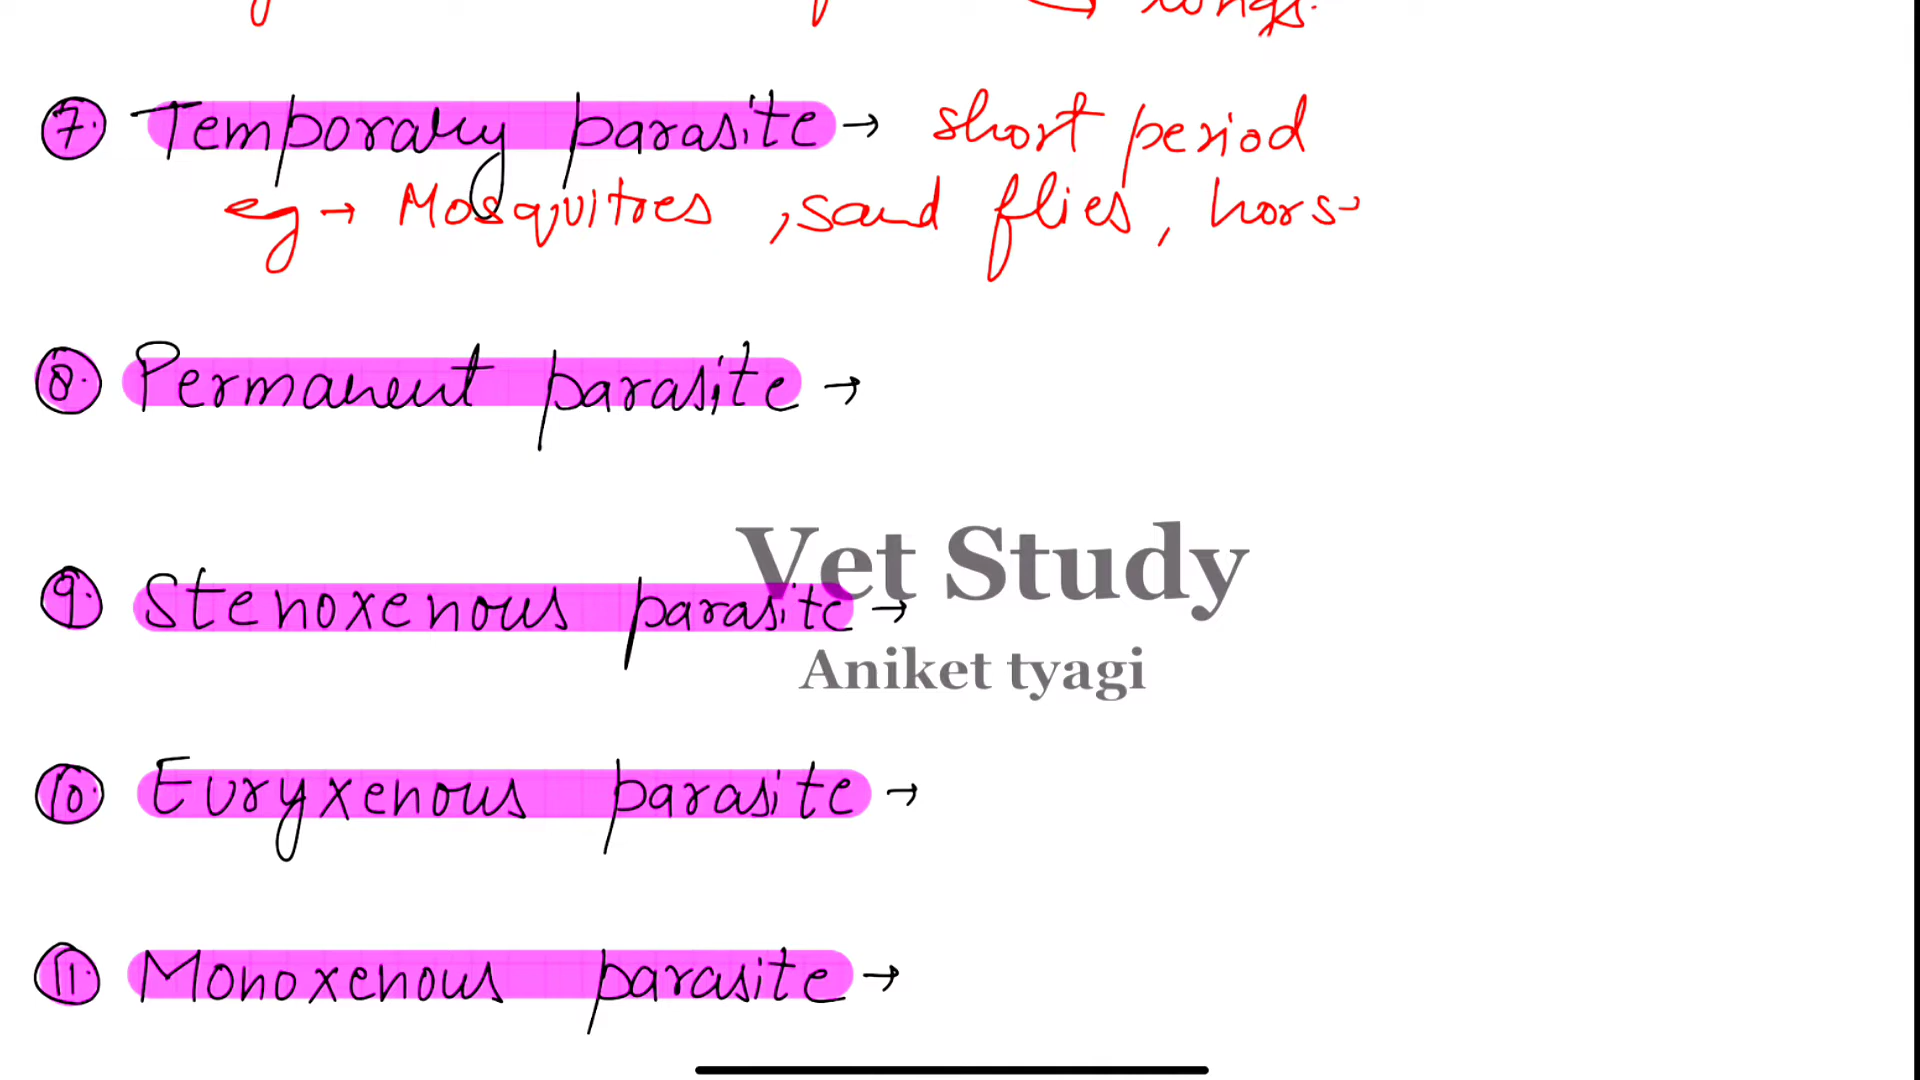 → lungs.
7. Temporary parasite → short period
eg → Mosquitoes , sand flies, hors
8. Permanent parasite →
Vet Study
9. Stenoxenous parasite →
Aniket tyagi
10. Euryxenous parasite →
11. Monoxenous parasite →